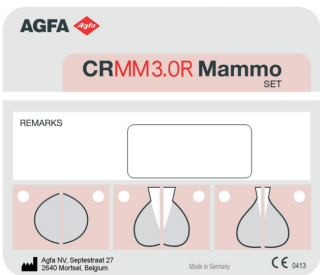 AGFA Agfa
CRMM3.0R Mammo
SET
REMARKS
Agfa NV, Septestraat 27
2640 Mortsel, Belgium
Made in Germany
CE 0413